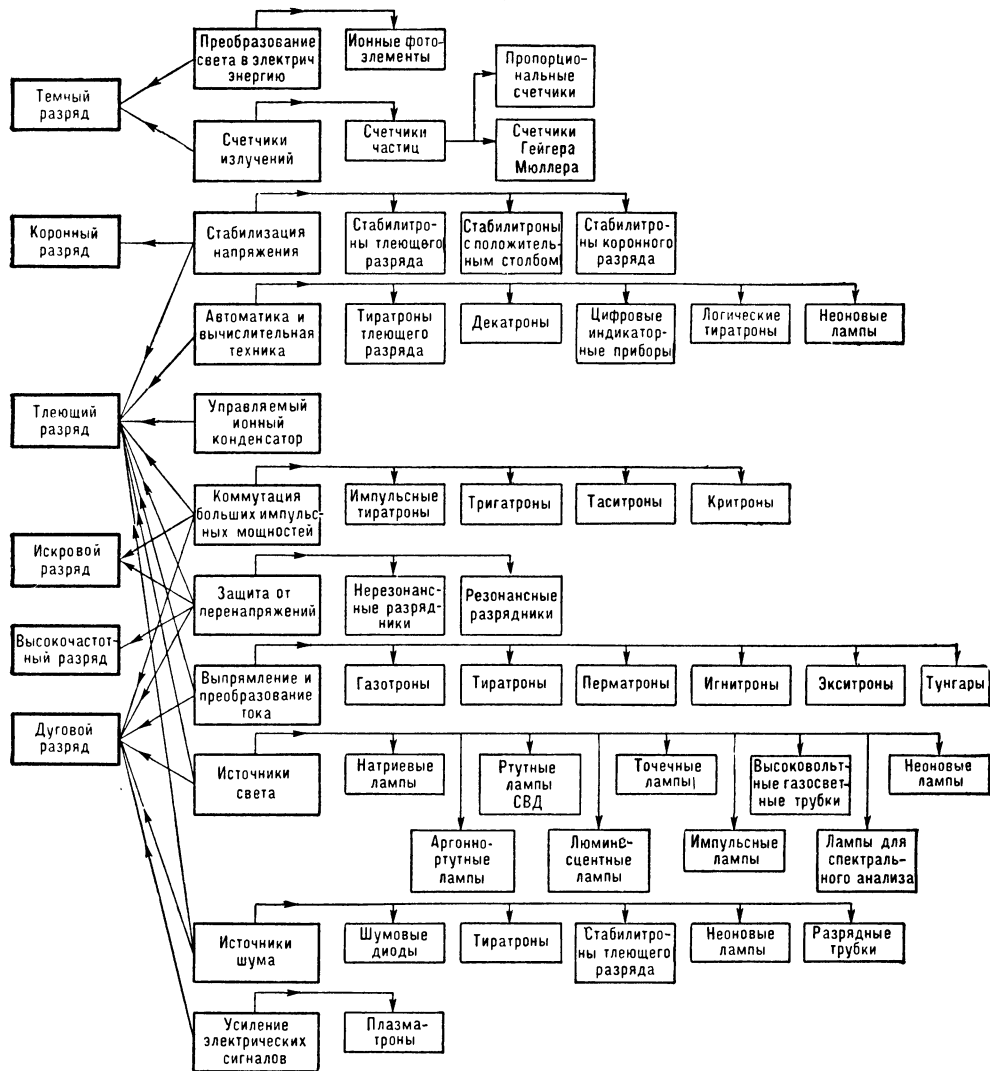 Преобразование
света в электрич
энергию
Ионные фото-
элементы
Темный
разряд
Пропорцио-
нальные
счетчики
Счетчики
излучений
Счетчики
частиц
Счетчики
Гейгера
Мюллера
Коронный
разряд
Стабилизация
напряжения
Стабилитро-
ны тлеющего
разряда
Стабилитроны
с положитель-
ным столбом
Стабилитро-
ны коронного
разряда
Автоматика и
вычислительная
техника
Тиратроны
тлеющего
разряда
Декатроны
Цифровые
индикатор-
ные приборы
Логические
тиратроны
Неоновые
лампы
Тлеющий
разряд
Управляемый
ионный
конденсатор
Коммутация
больших импуль-
сных мощностей
Импульсные
тиратроны
Тригатроны
Таситроны
Критроны
Искровой
разряд
Защита от
перенапряжений
Нерезонанс-
ные разряд-
ники
Резонансные
разрядники
Высокочастот-
ный разряд
Выпрямление и
преобразование
тока
Газотроны
Тиратроны
Перматроны
Игнитроны
Экситроны
Тунгары
Дуговой
разряд
Источники
света
Натриевые
лампы
Ртутные
лампы
СВД
Точечные
лампы
Высоковольт-
ные газосвет-
ные трубки
Неоновые
лампы
Аргонно-
ртутные
лампы
Люмине-
сцентные
лампы
Импульсные
лампы
Лампы для
спектраль-
ного анализа
Источники
шума
Шумовые
диоды
Тиратроны
Стабилитро-
ны тлеющего
разряда
Неоновые
лампы
Разрядные
трубки
Усиление
электрических
сигналов
Плазма-
троны